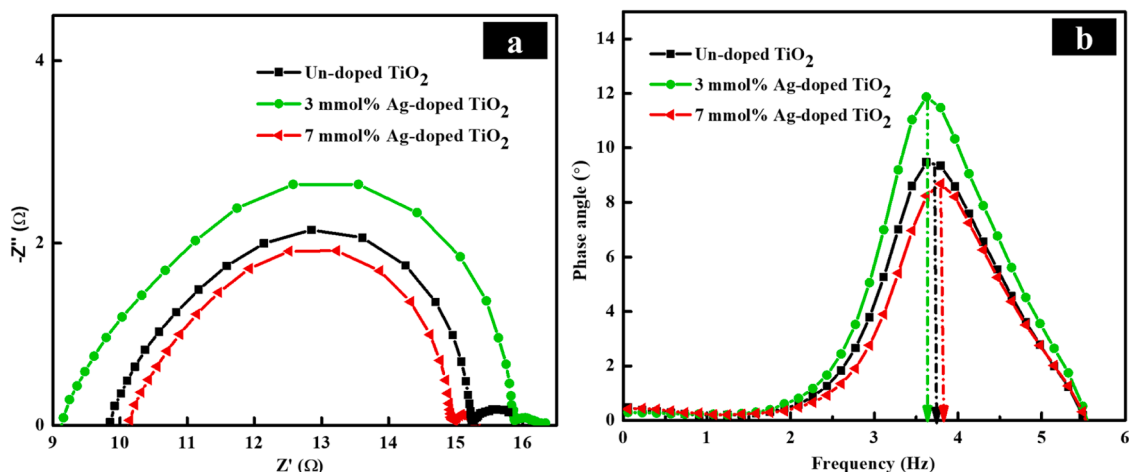 a
Un-doped TiO2
3 mmol% Ag-doped TiO2
7 mmol% Ag-doped TiO2
-Z'' (Ω)
4
2
0
9 10 11 12 13 14 15 16
Z' (Ω)
b
Un-doped TiO2
3 mmol% Ag-doped TiO2
7 mmol% Ag-doped TiO2
Phase angle (°)
14
12
10
8
6
4
2
0
0 1 2 3 4 5 6
Frequency (Hz)